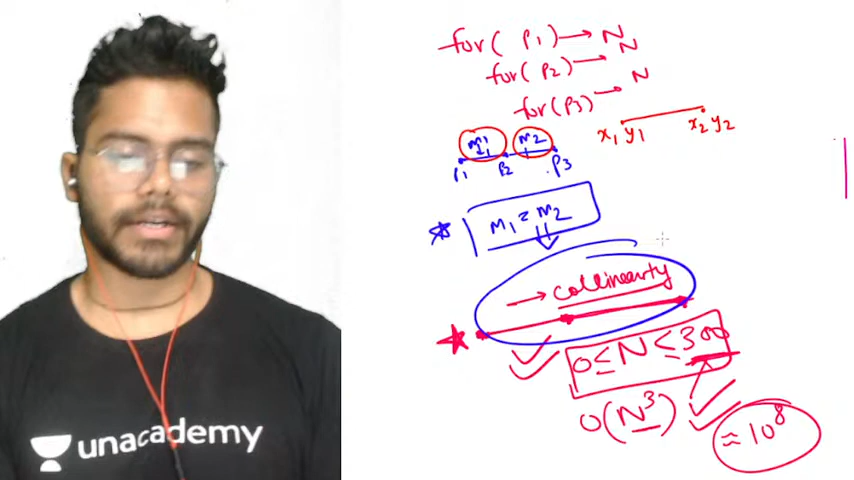 for( P1) → N
for( P2) → N
for(P3) → N
x1 y1 x2 y2
m1 m2
P1 P2 P3
m1 = m2
→ collinearty
0 ≤ N ≤ 300
O(N³)
≈ 10⁸
unacademy